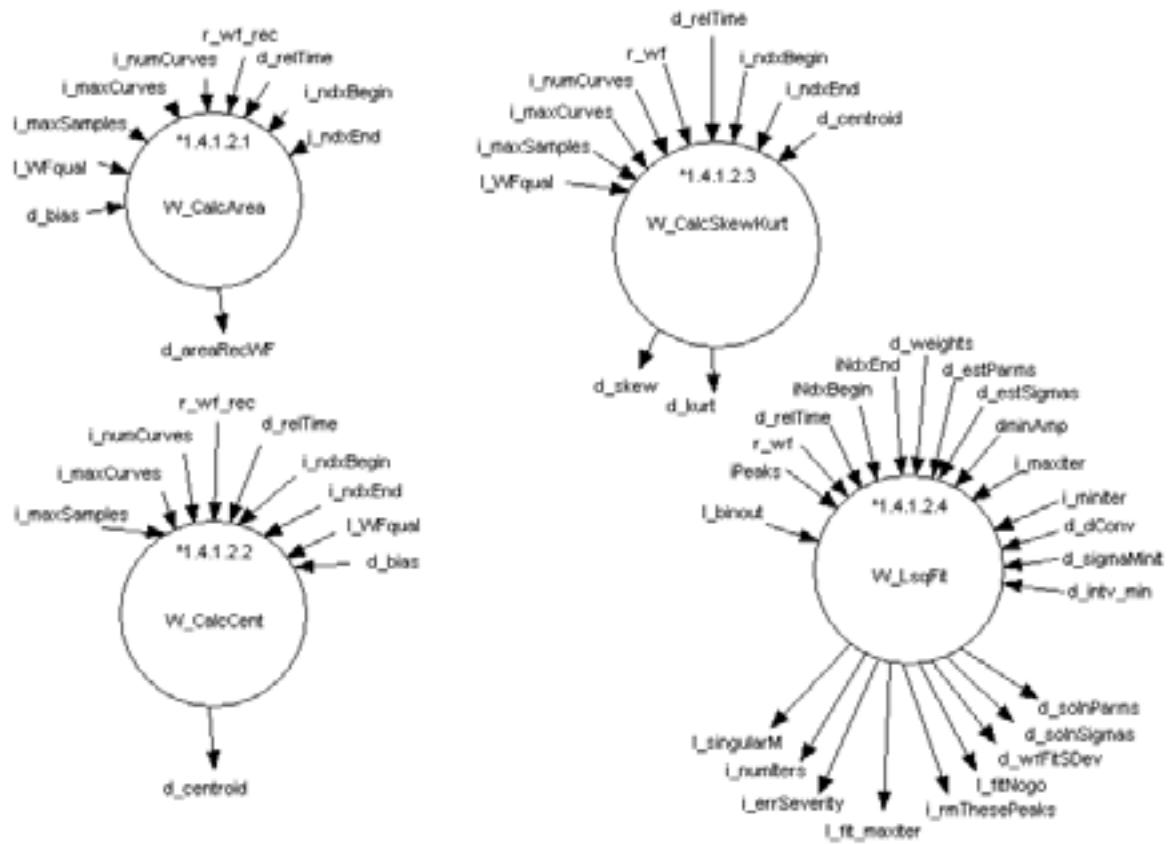 r_wf_rec
i_numCurves
d_relTime
i_maxCurves
i_ndxBegin
i_maxSamples
i_ndxEnd
l_WFqual
d_bias
*1.4.1.2.1
W_CalcArea
d_areaRecWF
d_relTime
r_wf
i_ndxBegin
i_numCurves
i_ndxEnd
i_maxCurves
d_centroid
i_maxSamples
l_WFqual
*1.4.1.2.3
W_CalcSkewKurt
d_skew
d_kurt
r_wf_rec
i_numCurves
d_relTime
i_maxCurves
i_ndxBegin
i_ndxEnd
i_maxSamples
l_WFqual
d_bias
*1.4.1.2.2
W_CalcCent
d_centroid
d_weights
iNdxEnd
d_estParms
iNdxBegin
d_estSigmas
d_relTime
dminAmp
r_wf
iPeaks
i_maxIter
l_binout
i_miniter
d_dConv
d_sigmaMinit
d_intv_min
*1.4.1.2.4
W_LsqFit
d_solnParms
d_solnSigmas
l_singularM
d_wfFitSDev
i_numIters
l_fitNogo
i_errSeverity
i_rmThesePeaks
l_fit_maxIter